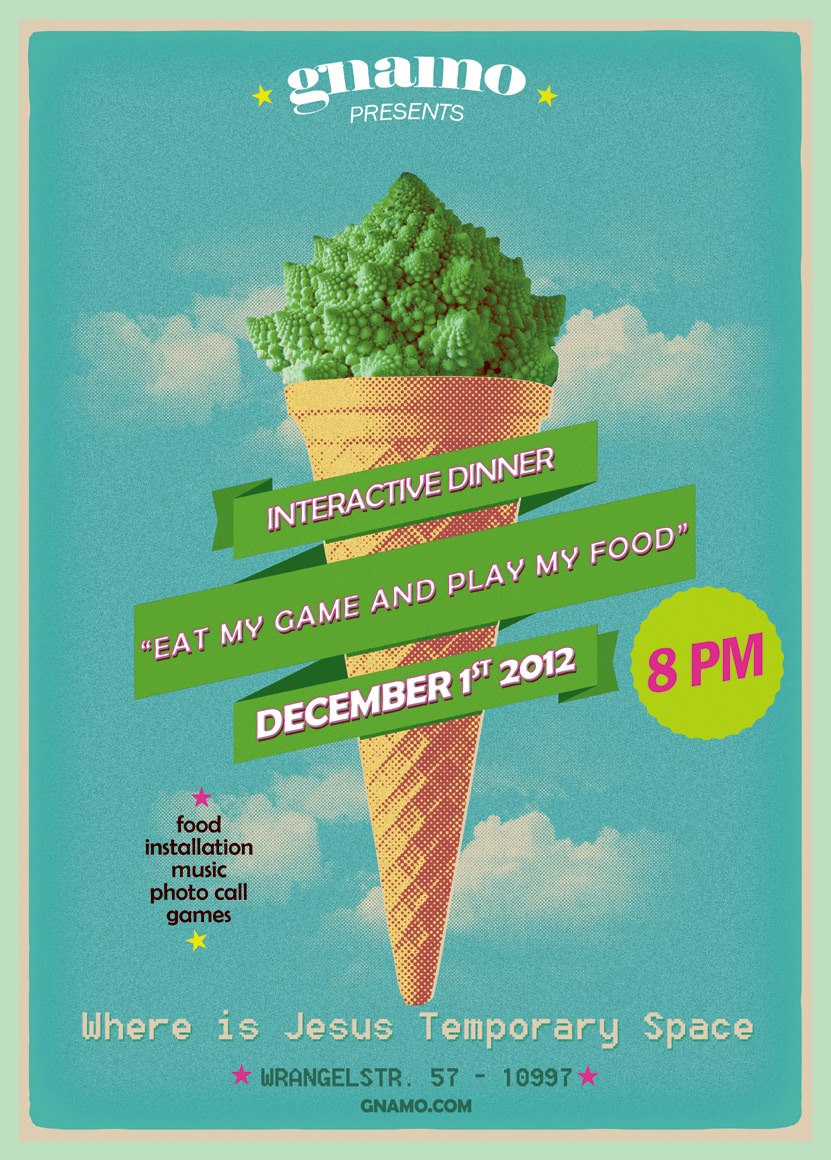 gnamo
PRESENTS
INTERACTIVE DINNER
“EAT MY GAME AND PLAY MY FOOD”
DECEMBER 1ST 2012
8 PM
food
installation
music
photo call
games
Where is Jesus Temporary Space
WRANGELSTR. 57 - 10997
GNAMO.COM